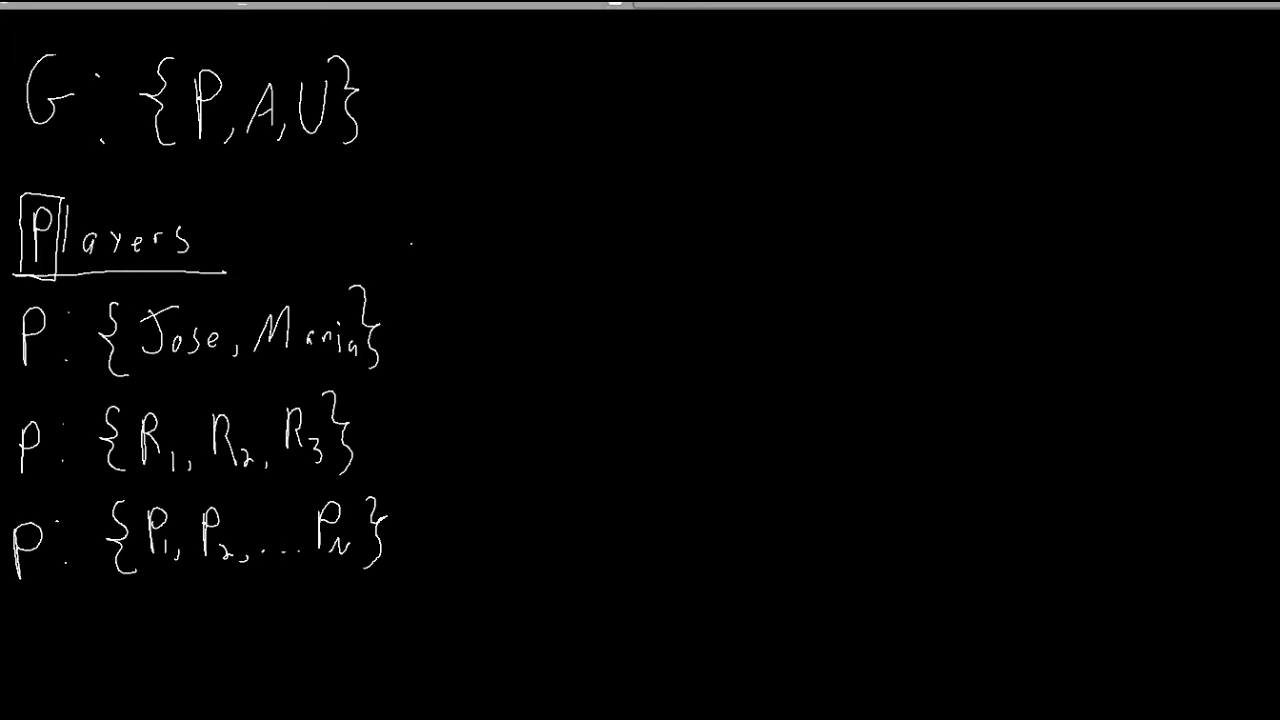 G: {P, A, U}
Players
P: {Jose, Maria}
P: {R1, R2, R3}
P: {P1, P2, ... PN}